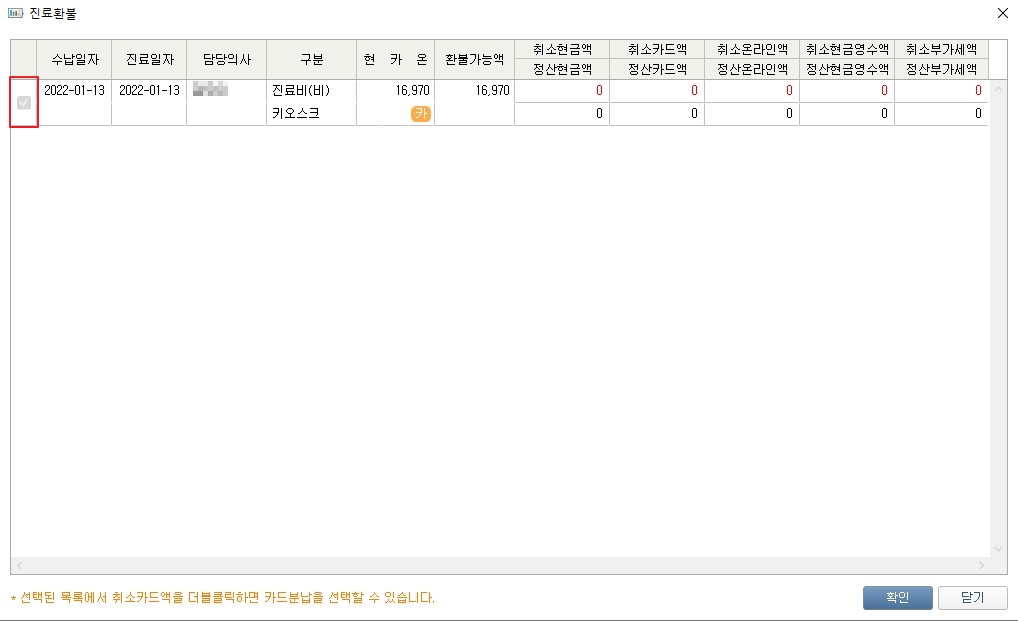 진료환불
수납일자 진료일자 담당의사 구분 현 카 온 환불가능액 취소현금액 취소카드액 취소온라인액 취소현금영수액 취소부가세액
정산현금액 정산카드액 정산온라인액 정산현금영수액 정산부가세액
2022-01-13 2022-01-13 진료비(비) 16,970 16,970 0 0 0 0 0
키오스크 카 0 0 0 0 0
* 선택된 목록에서 취소카드액을 더블클릭하면 카드분납을 선택할 수 있습니다.
확인 닫기